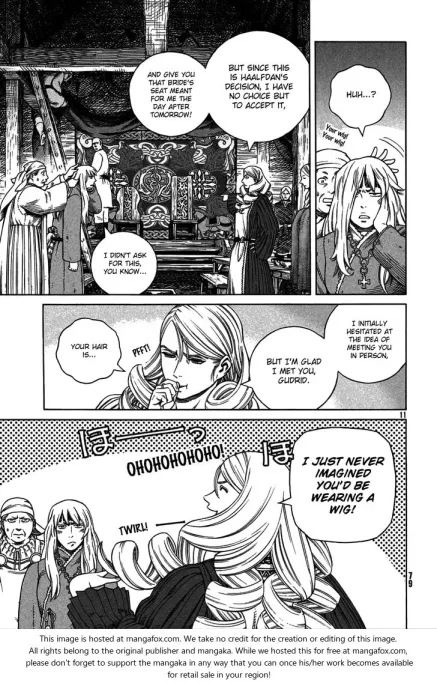 BUT SINCE THIS
IS HAALFDAN'S
DECISION, I HAVE
NO CHOICE BUT
TO ACCEPT IT,
AND GIVE YOU
THAT BRIDE'S
SEAT MEANT
FOR ME THE
DAY AFTER
TOMORROW!
I DIDN'T ASK
FOR THIS,
YOU KNOW...
HUH...?
Your wig!
Your wig!
I INITIALLY
HESITATED AT
THE IDEA OF
MEETING YOU
IN PERSON,
BUT I'M GLAD
I MET YOU,
GUDRID.
PFFT!
YOUR HAIR
IS...
11
I JUST NEVER
IMAGINED
YOU'D BE
WEARING A
WIG!
ほ
ほーーっ
OHOHOHOHOHO!
TWIRL!
79
This image is hosted at mangafox.com. We take no credit for the creation or editing of this image.
All rights belong to the original publisher and mangaka. While we hosted this for free at mangafox.com,
please don't forget to support the mangaka in any way that you can once his/her work becomes available
for retail sale in your region!